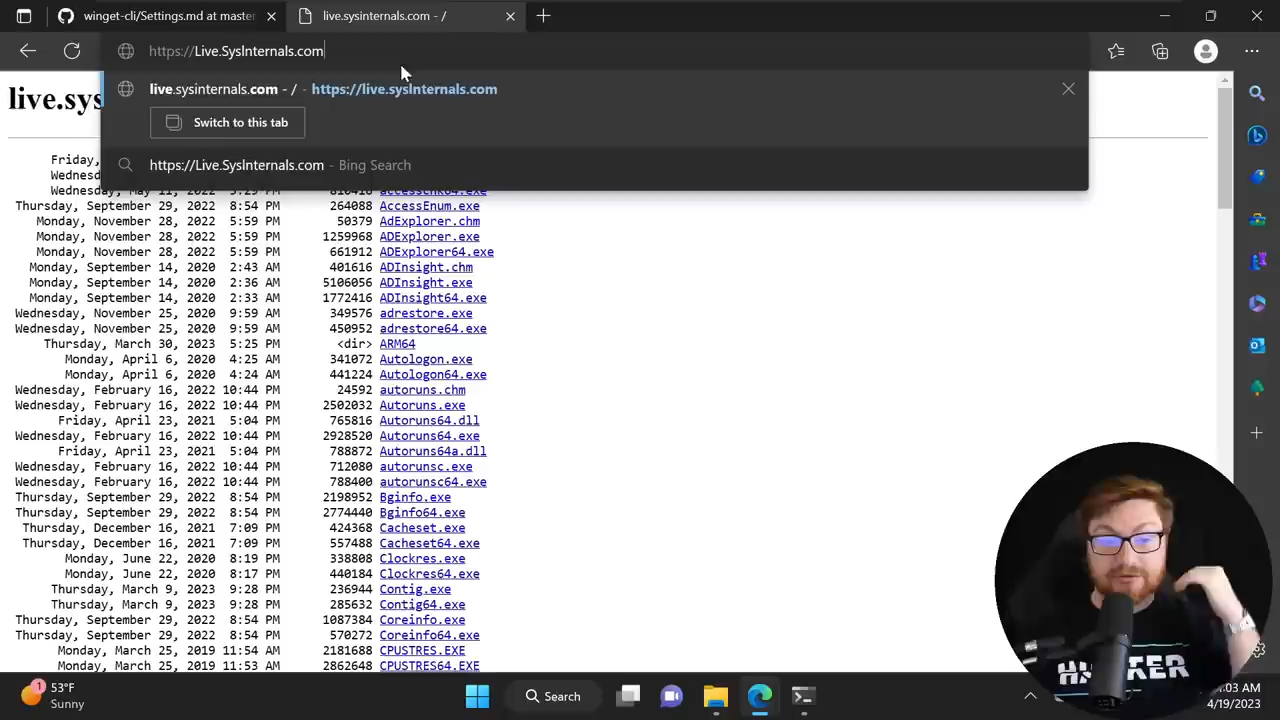 winget-cli/Settings.md at master
live.sysinternals.com - /
https://Live.SysInternals.com
live.sysinternals.com - / - https://live.sysInternals.com
Switch to this tab
https://Live.SysInternals.com - Bing Search
live.sys
Friday,
Wednesday,
Wednesday, May 11, 2022 5:29 PM 810416 accesschk64.exe
Thursday, September 29, 2022 8:54 PM 264088 AccessEnum.exe
Monday, November 28, 2022 5:59 PM 50379 AdExplorer.chm
Monday, November 28, 2022 5:59 PM 1259968 ADExplorer.exe
Monday, November 28, 2022 5:59 PM 661912 ADExplorer64.exe
Monday, September 14, 2020 2:43 AM 401616 ADInsight.chm
Monday, September 14, 2020 2:36 AM 5106056 ADInsight.exe
Monday, September 14, 2020 2:33 AM 1772416 ADInsight64.exe
Wednesday, November 25, 2020 9:59 AM 349576 adrestore.exe
Wednesday, November 25, 2020 9:59 AM 450952 adrestore64.exe
Thursday, March 30, 2023 5:25 PM <dir> ARM64
Monday, April 6, 2020 4:25 AM 341072 Autologon.exe
Monday, April 6, 2020 4:24 AM 441224 Autologon64.exe
Wednesday, February 16, 2022 10:44 PM 24592 autoruns.chm
Wednesday, February 16, 2022 10:44 PM 2502032 Autoruns.exe
Friday, April 23, 2021 5:04 PM 765816 Autoruns64.dll
Wednesday, February 16, 2022 10:44 PM 2928520 Autoruns64.exe
Friday, April 23, 2021 5:04 PM 788872 Autoruns64a.dll
Wednesday, February 16, 2022 10:44 PM 712080 autorunsc.exe
Wednesday, February 16, 2022 10:44 PM 788400 autorunsc64.exe
Thursday, September 29, 2022 8:54 PM 2198952 Bginfo.exe
Thursday, September 29, 2022 8:54 PM 2774440 Bginfo64.exe
Thursday, December 16, 2021 7:09 PM 424368 Cacheset.exe
Thursday, December 16, 2021 7:09 PM 557488 Cacheset64.exe
Monday, June 22, 2020 8:19 PM 338808 Clockres.exe
Monday, June 22, 2020 8:17 PM 440184 Clockres64.exe
Thursday, March 9, 2023 9:28 PM 236944 Contig.exe
Thursday, March 9, 2023 9:28 PM 285632 Contig64.exe
Thursday, September 29, 2022 8:54 PM 1087384 Coreinfo.exe
Thursday, September 29, 2022 8:54 PM 570272 Coreinfo64.exe
Monday, March 25, 2019 11:54 AM 2181688 CPUSTRES.EXE
Monday, March 25, 2019 11:53 AM 2862648 CPUSTRES64.EXE
1
53°F
Sunny
Search
:03 AM
4/19/2023